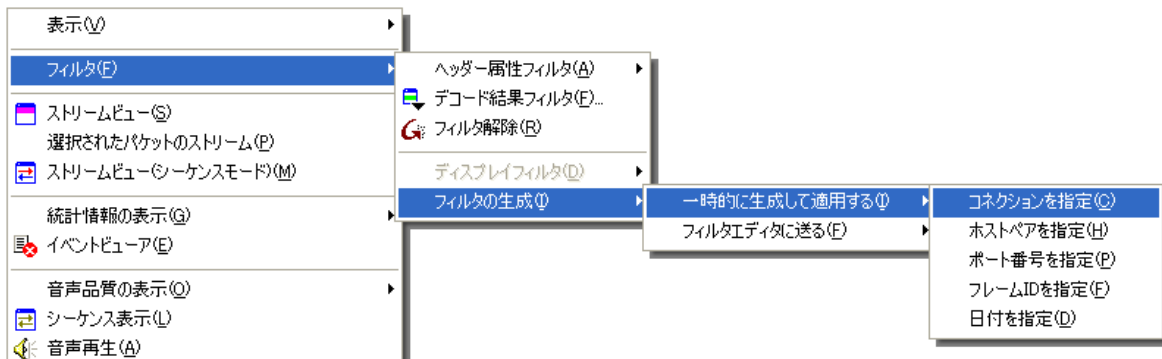 表示(V)
フィルタ(F)
ストリームビュー(S)
選択されたパケットのストリーム(P)
ストリームビュー(シーケンスモード)(M)
統計情報の表示(G)
イベントビューア(E)
音声品質の表示(O)
シーケンス表示(L)
音声再生(A)
ヘッダー属性フィルタ(A)
デコード結果フィルタ(F)...
フィルタ解除(R)
ディスプレイフィルタ(D)
フィルタの生成(I)
一時的に生成して適用する(I)
フィルタエディタに送る(F)
コネクションを指定(C)
ホストペアを指定(H)
ポート番号を指定(P)
フレームIDを指定(F)
日付を指定(D)